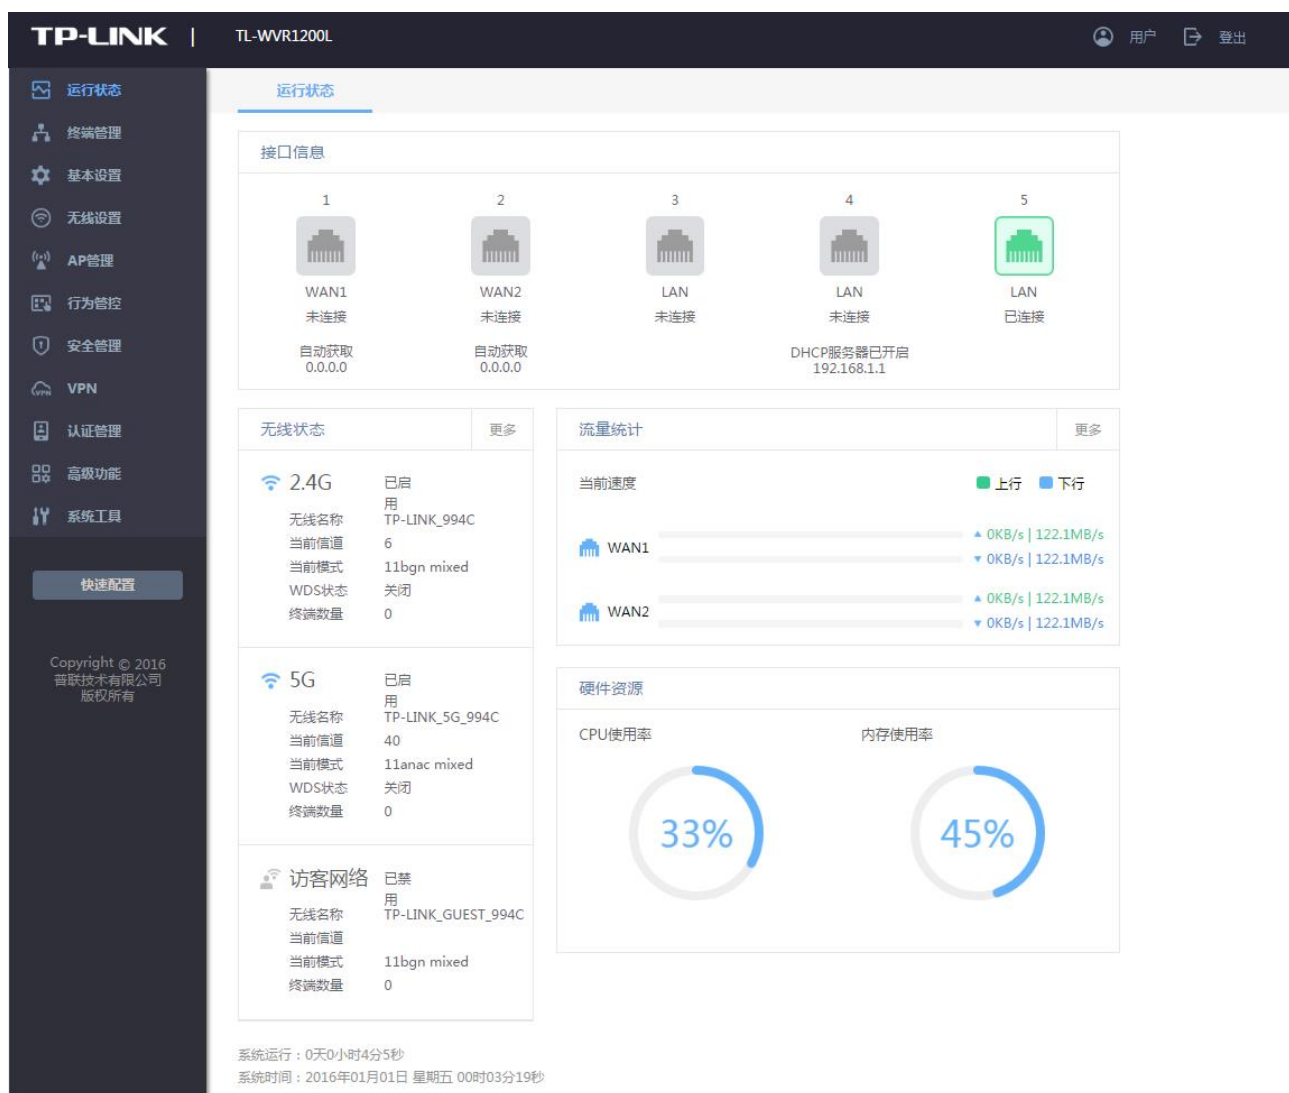 TP-LINK | TL-WVR1200L 用户 登出
运行状态
终端管理
基本设置
无线设置
AP管理
行为管控
安全管理
VPN
认证管理
高级功能
系统工具
快速配置
Copyright © 2016
普联技术有限公司
版权所有
运行状态
接口信息
1 2 3 4 5
WAN1 WAN2 LAN LAN LAN
未连接 未连接 未连接 未连接 已连接
自动获取 自动获取 DHCP服务器已开启
0.0.0.0 0.0.0.0 192.168.1.1
无线状态 更多
2.4G 已启
用
无线名称 TP-LINK_994C
当前信道 6
当前模式 11bgn mixed
WDS状态 关闭
终端数量 0
5G 已启
用
无线名称 TP-LINK_5G_994C
当前信道 40
当前模式 11anac mixed
WDS状态 关闭
终端数量 0
访客网络 已禁
用
无线名称 TP-LINK_GUEST_994C
当前信道
当前模式 11bgn mixed
终端数量 0
流量统计 更多
当前速度 上行 下行
WAN1
▲ 0KB/s | 122.1MB/s
▼ 0KB/s | 122.1MB/s
WAN2
▲ 0KB/s | 122.1MB/s
▼ 0KB/s | 122.1MB/s
硬件资源
CPU使用率 内存使用率
33% 45%
系统运行：0天0小时4分5秒
系统时间：2016年01月01日 星期五 00时03分19秒